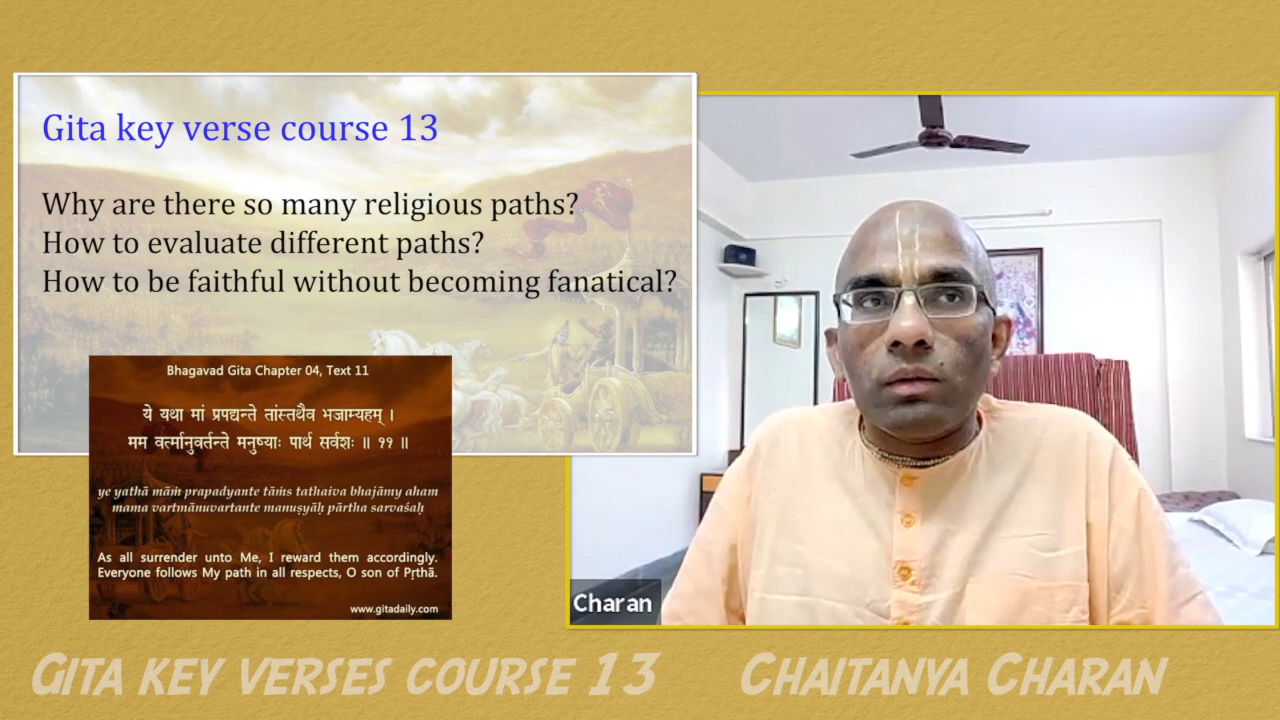 Gita key verse course 13
Why are there so many religious paths?
How to evaluate different paths?
How to be faithful without becoming fanatical?
Bhagavad Gita Chapter 04, Text 11
ये यथा मां प्रपद्यन्ते तांस्तथैव भजाम्यहम् ।
मम वर्त्मानुवर्तन्ते मनुष्याः पार्थ सर्वशः ॥ ११ ॥
ye yathā māṁ prapadyante tāṁs tathaiva bhajāmy aham
mama vartmānuvartante manuṣyāḥ pārtha sarvaśaḥ
As all surrender unto Me, I reward them accordingly.
Everyone follows My path in all respects, O son of Pṛthā.
www.gitadaily.com
Charan
GITA KEY VERSES COURSE 13
CHAITANYA CHARAN